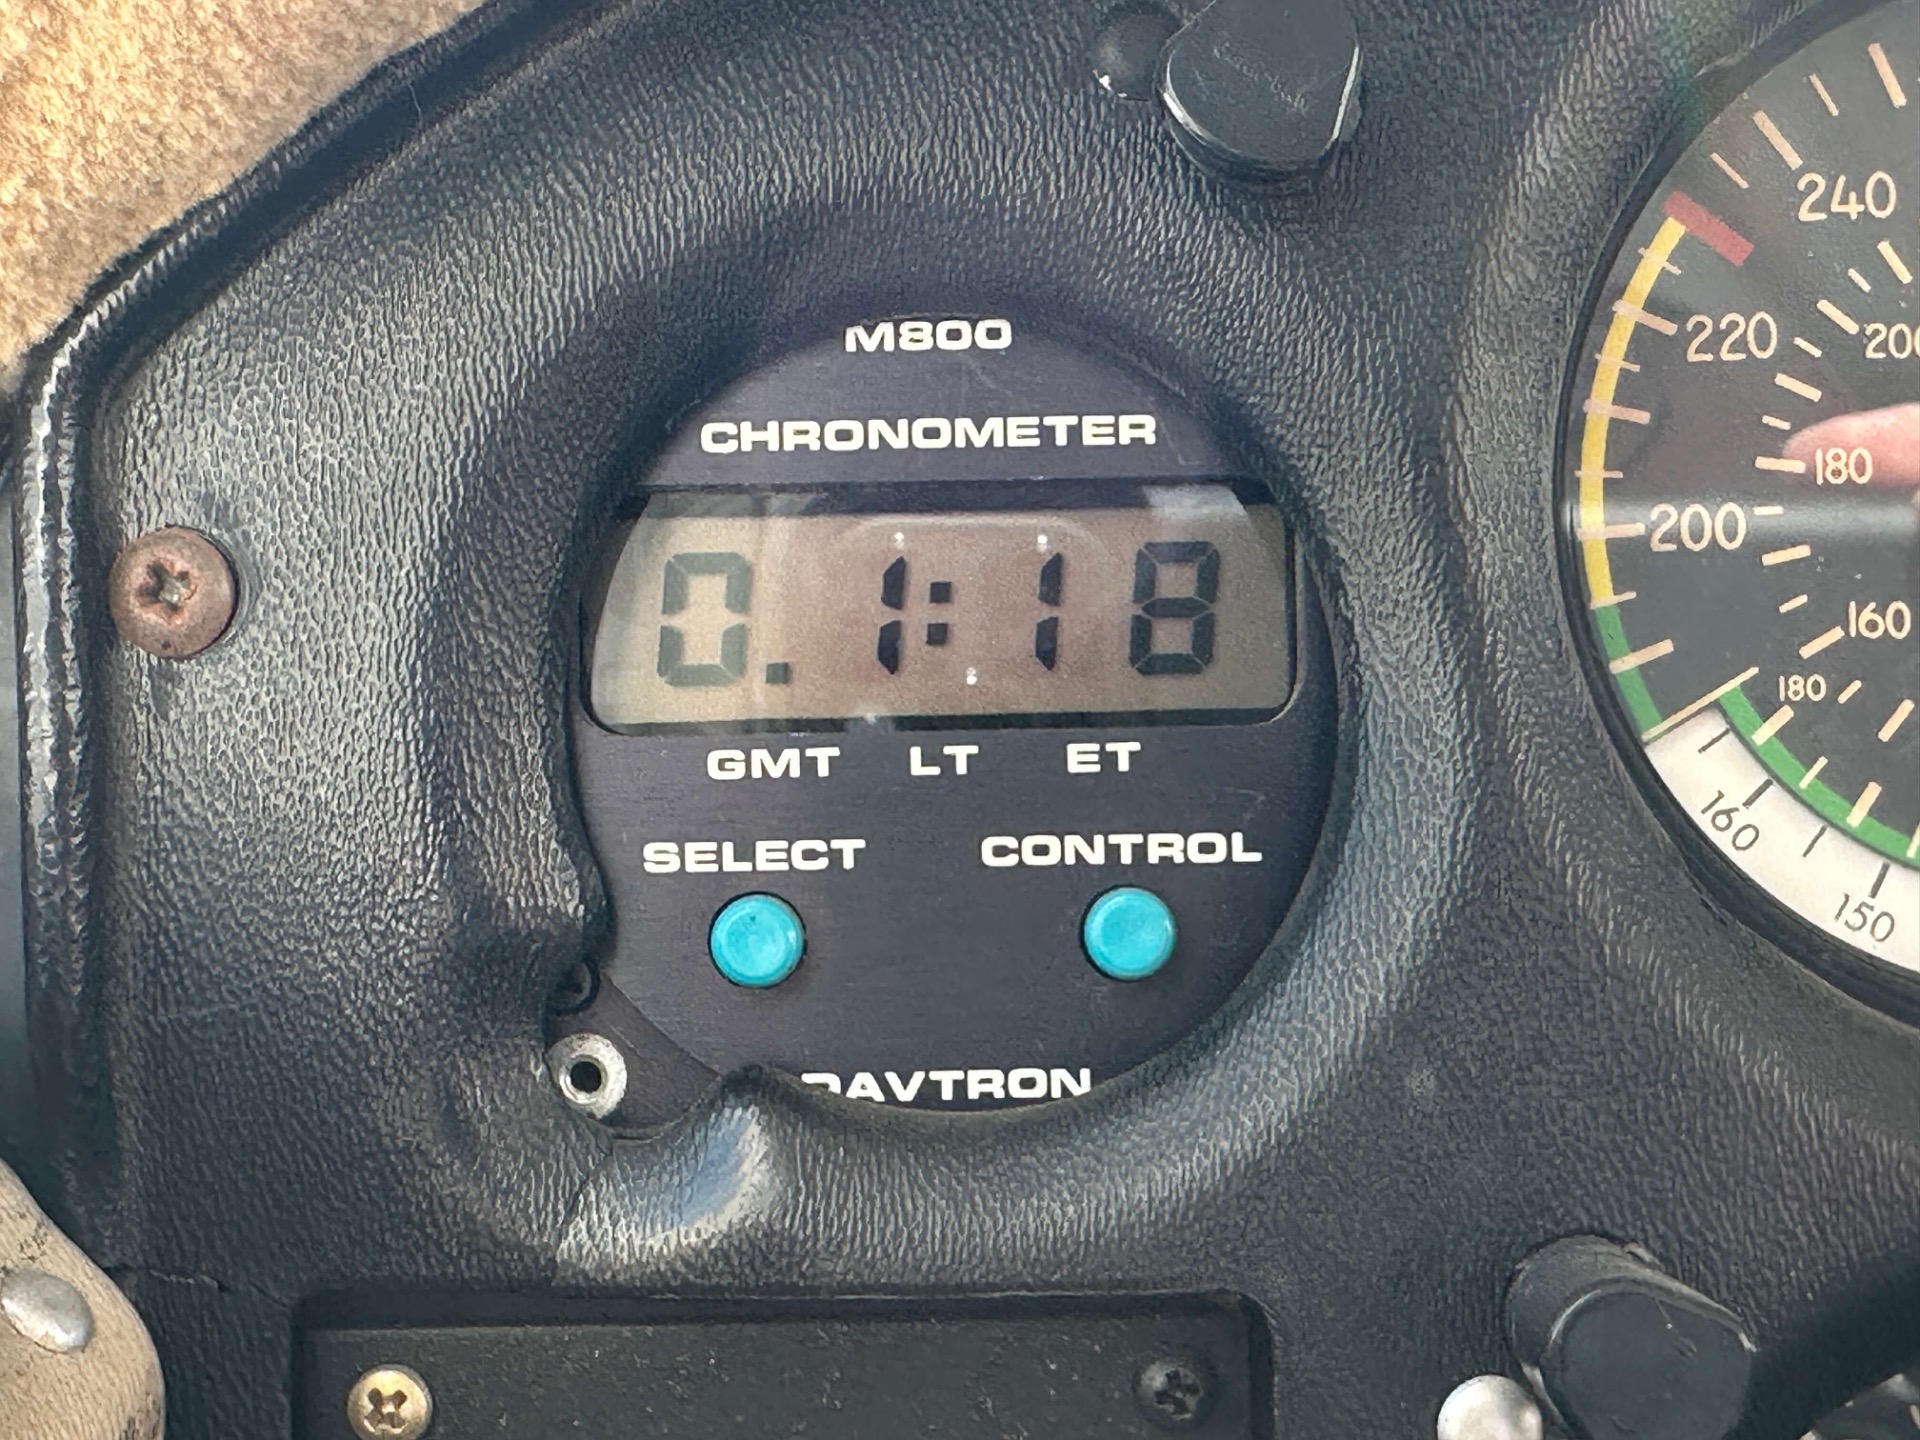 M800
CHRONOMETER
0.1:18
GMT LT ET
SELECT CONTROL
DAVTRON
240
220
200
180
200
160
180
160
150